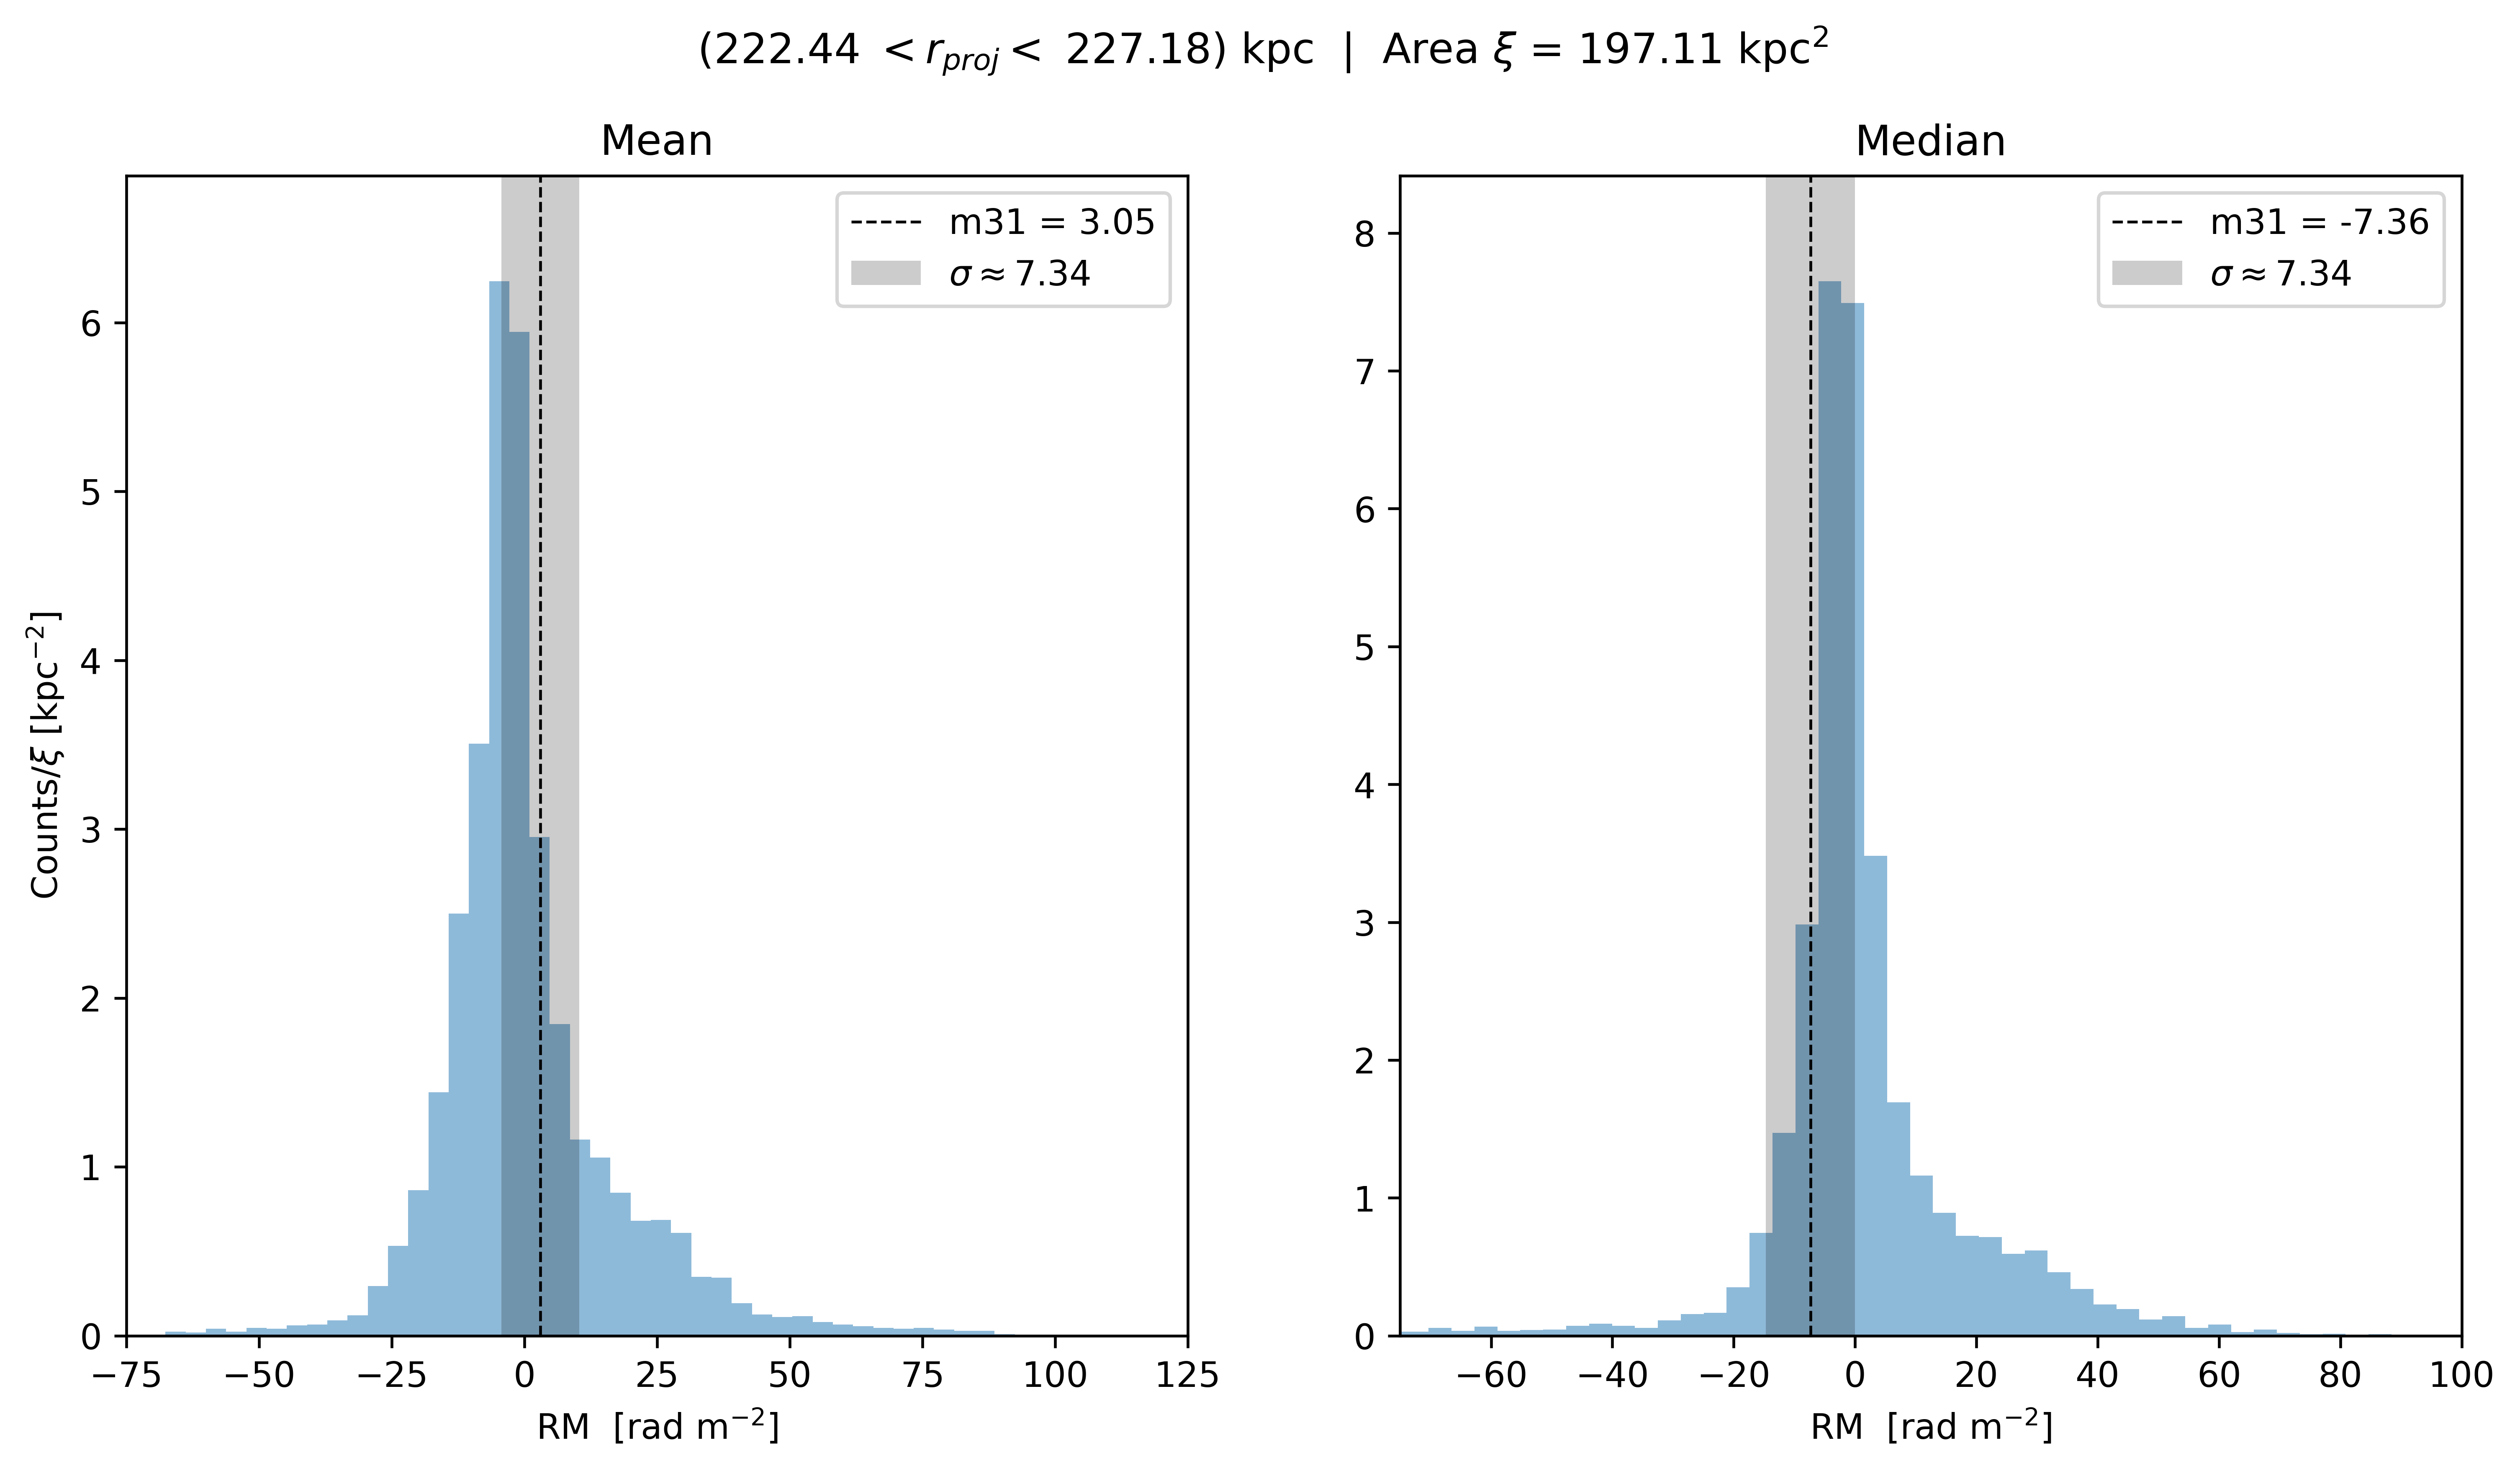 (222.44 < r_proj < 227.18) kpc | Area ξ = 197.11 kpc²
Mean
m31 = 3.05
σ ≈ 7.34
Counts/ξ [kpc⁻²]
6
5
4
3
2
1
0
−75 −50 −25 0 25 50 75 100 125
RM [rad m⁻²]
Median
m31 = -7.36
σ ≈ 7.34
8
7
6
5
4
3
2
1
0
−60 −40 −20 0 20 40 60 80 100
RM [rad m⁻²]